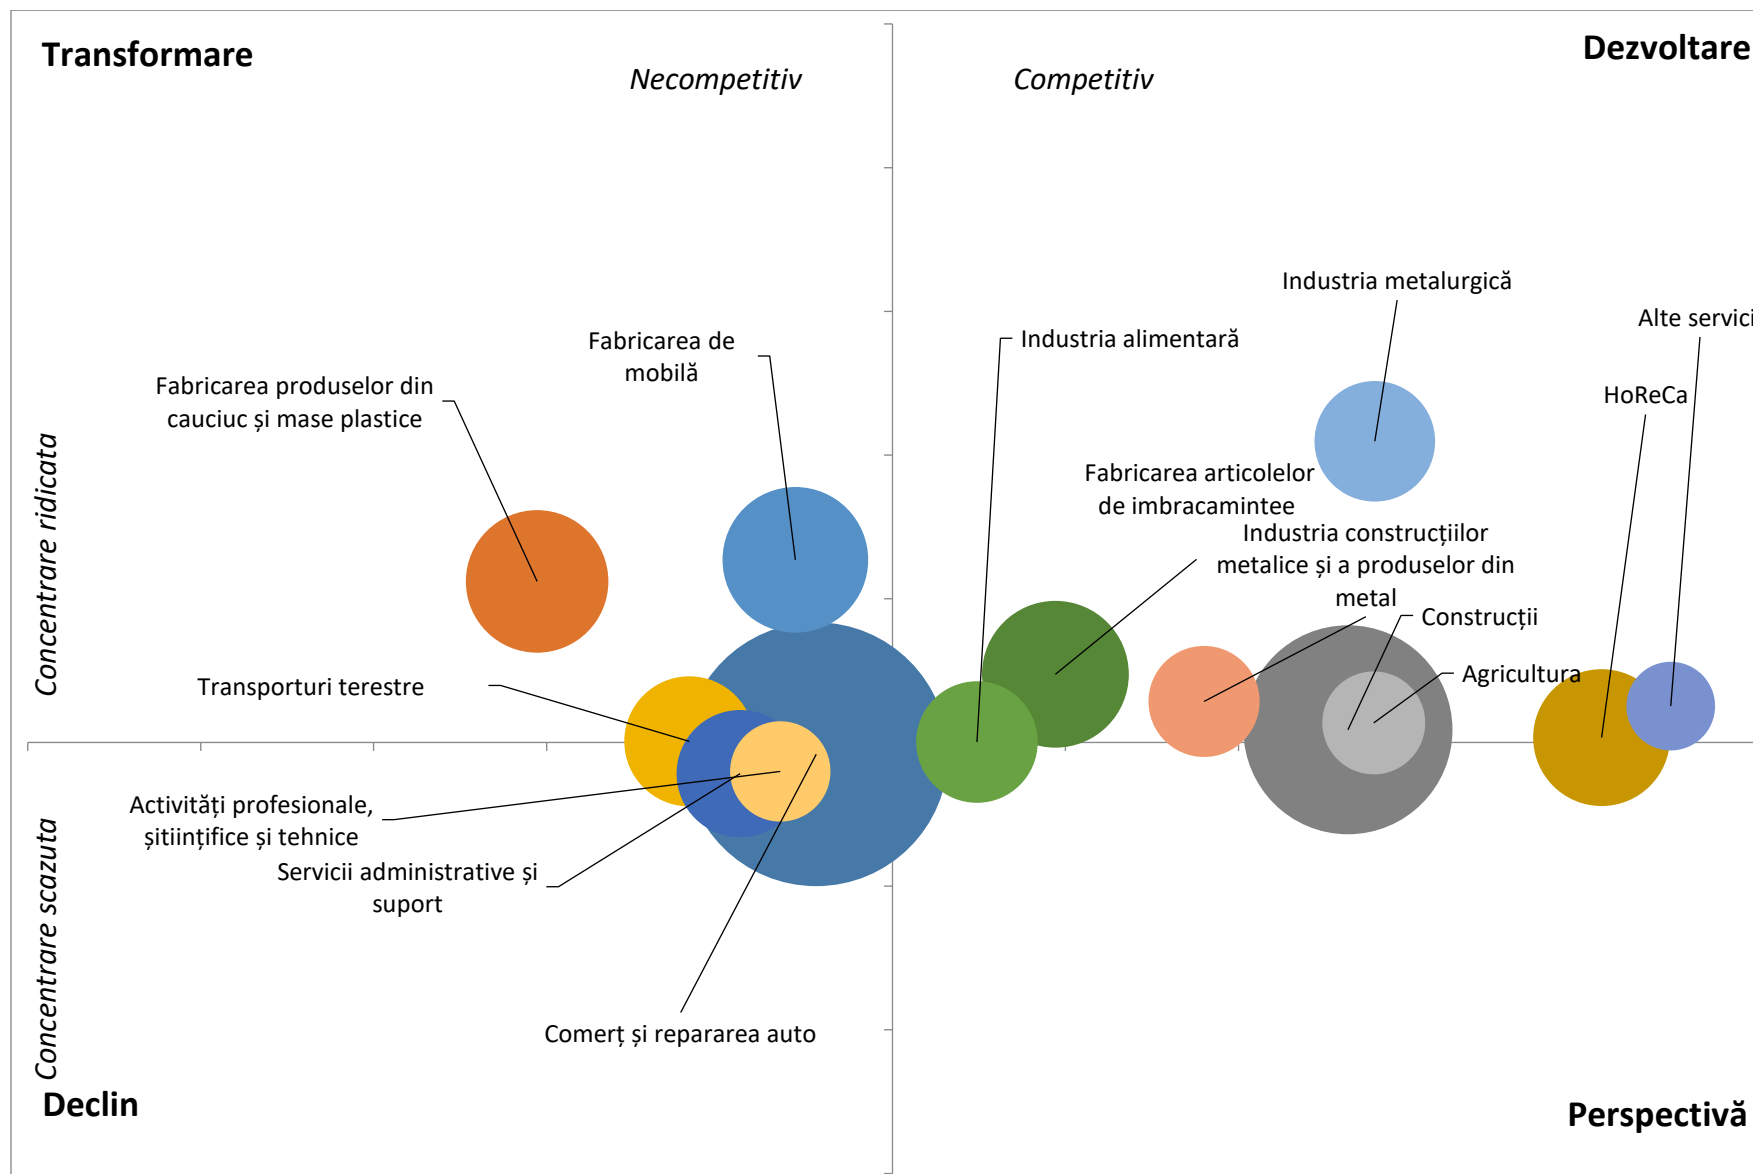 Transformare
Dezvoltare
Necompetitiv
Competitiv
Industria metalurgică
Alte servicii
Industria alimentară
Fabricarea de
mobilă
HoReCa
Fabricarea produselor din
cauciuc și mase plastice
Fabricarea articolelor
de imbracamintee
Industria construcțiilor
metalice și a produselor din
metal
Construcții
Agricultura
Concentrare ridicata
Transporturi terestre
Activități profesionale,
șitiințifice și tehnice
Servicii administrative și
suport
Comerț și repararea auto
Concentrare scazuta
Declin
Perspectivă